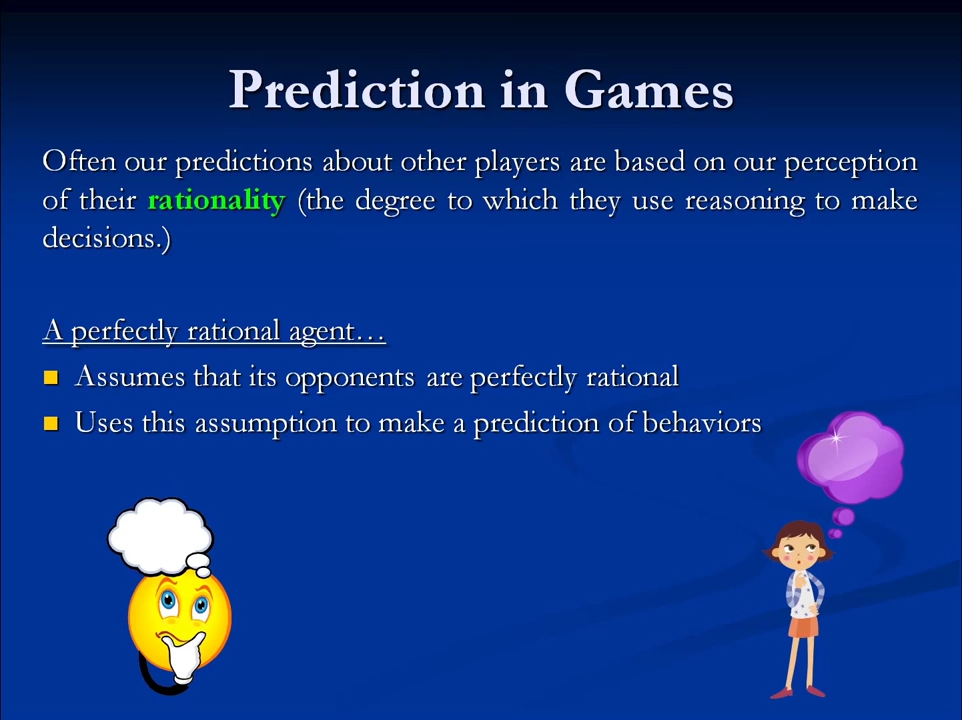 Prediction in Games
Often our predictions about other players are based on our perception
of their rationality (the degree to which they use reasoning to make
decisions.)
A perfectly rational agent…
Assumes that its opponents are perfectly rational
Uses this assumption to make a prediction of behaviors